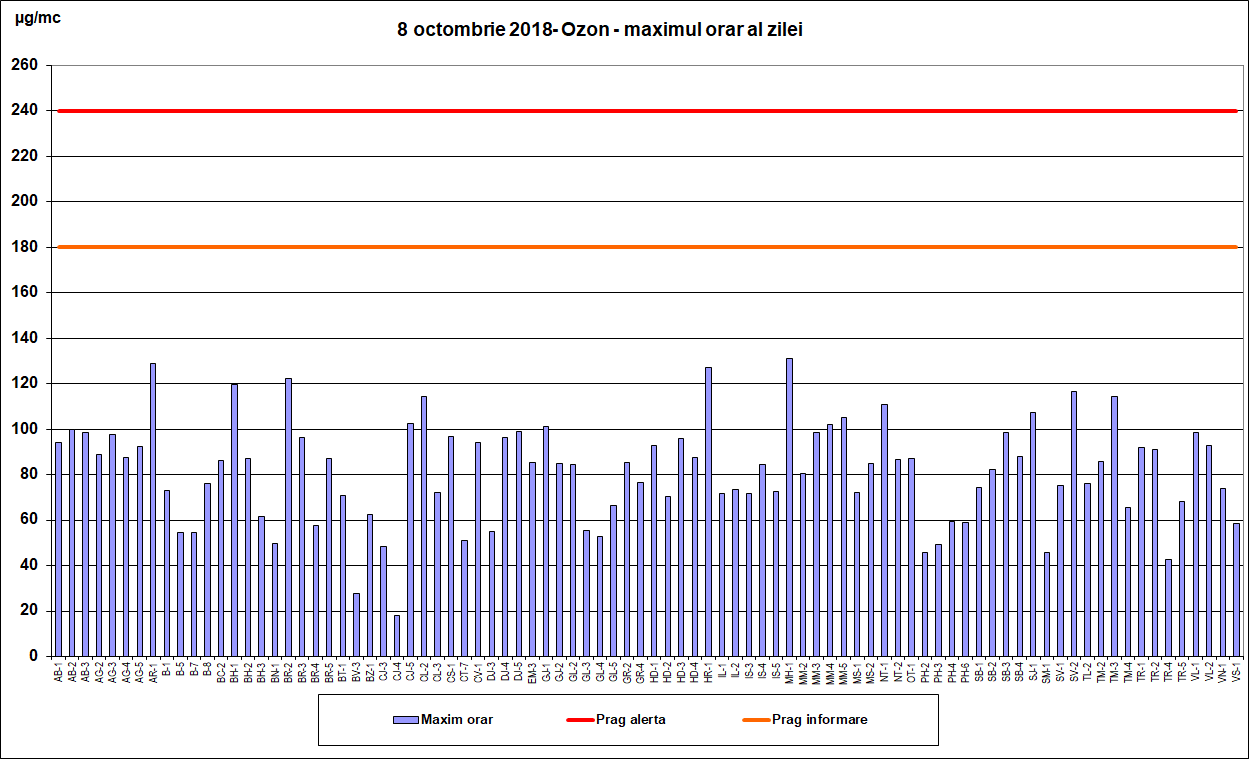 µg/mc
8 octombrie 2018- Ozon - maximul orar al zilei
260
240
220
200
180
160
140
120
100
80
60
40
20
0
AB-1
AB-2
AB-3
AG-2
AG-3
AG-4
AG-5
AR-1
B-1
B-5
B-7
B-8
BC-2
BH-1
BH-2
BH-3
BN-1
BR-2
BR-3
BR-4
BR-5
BT-1
BV-3
BZ-1
CJ-3
CJ-4
CJ-5
CL-2
CL-3
CS-1
CT-7
CV-1
DJ-3
DJ-4
DJ-5
EM-3
GJ-1
GJ-2
GL-2
GL-3
GL-4
GL-5
GR-2
GR-4
HD-1
HD-2
HD-3
HD-4
HR-1
IL-1
IL-2
IS-3
IS-4
IS-5
MH-1
MM-2
MM-3
MM-4
MM-5
MS-1
MS-2
NT-1
NT-2
OT-1
PH-2
PH-3
PH-4
PH-6
SB-1
SB-2
SB-3
SB-4
SJ-1
SM-1
SV-1
SV-2
TL-2
TM-2
TM-3
TM-4
TR-1
TR-2
TR-4
TR-5
VL-1
VL-2
VN-1
VS-1
Maxim orar
Prag alerta
Prag informare